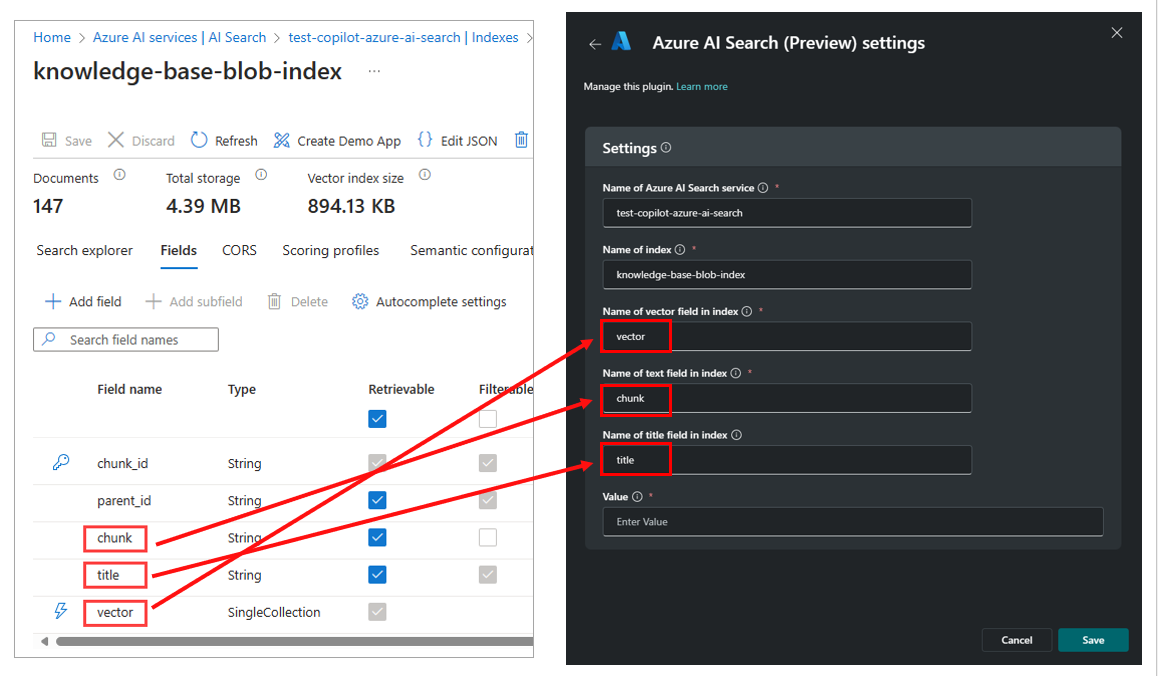 Home > Azure AI services | AI Search > test-copilot-azure-ai-search | Indexes >
knowledge-base-blob-index ...
Save Discard Refresh Create Demo App Edit JSON
Documents Total storage Vector index size
147 4.39 MB 894.13 KB
Search explorer Fields CORS Scoring profiles Semantic configurat
Add field Add subfield Delete Autocomplete settings
Search field names
Field name Type Retrievable Filterable
chunk_id String
parent_id String
chunk String
title String
vector SingleCollection
Azure AI Search (Preview) settings
Manage this plugin. Learn more
Settings
Name of Azure AI Search service *
test-copilot-azure-ai-search
Name of index *
knowledge-base-blob-index
Name of vector field in index *
vector
Name of text field in index *
chunk
Name of title field in index
title
Value *
Enter Value
Cancel Save